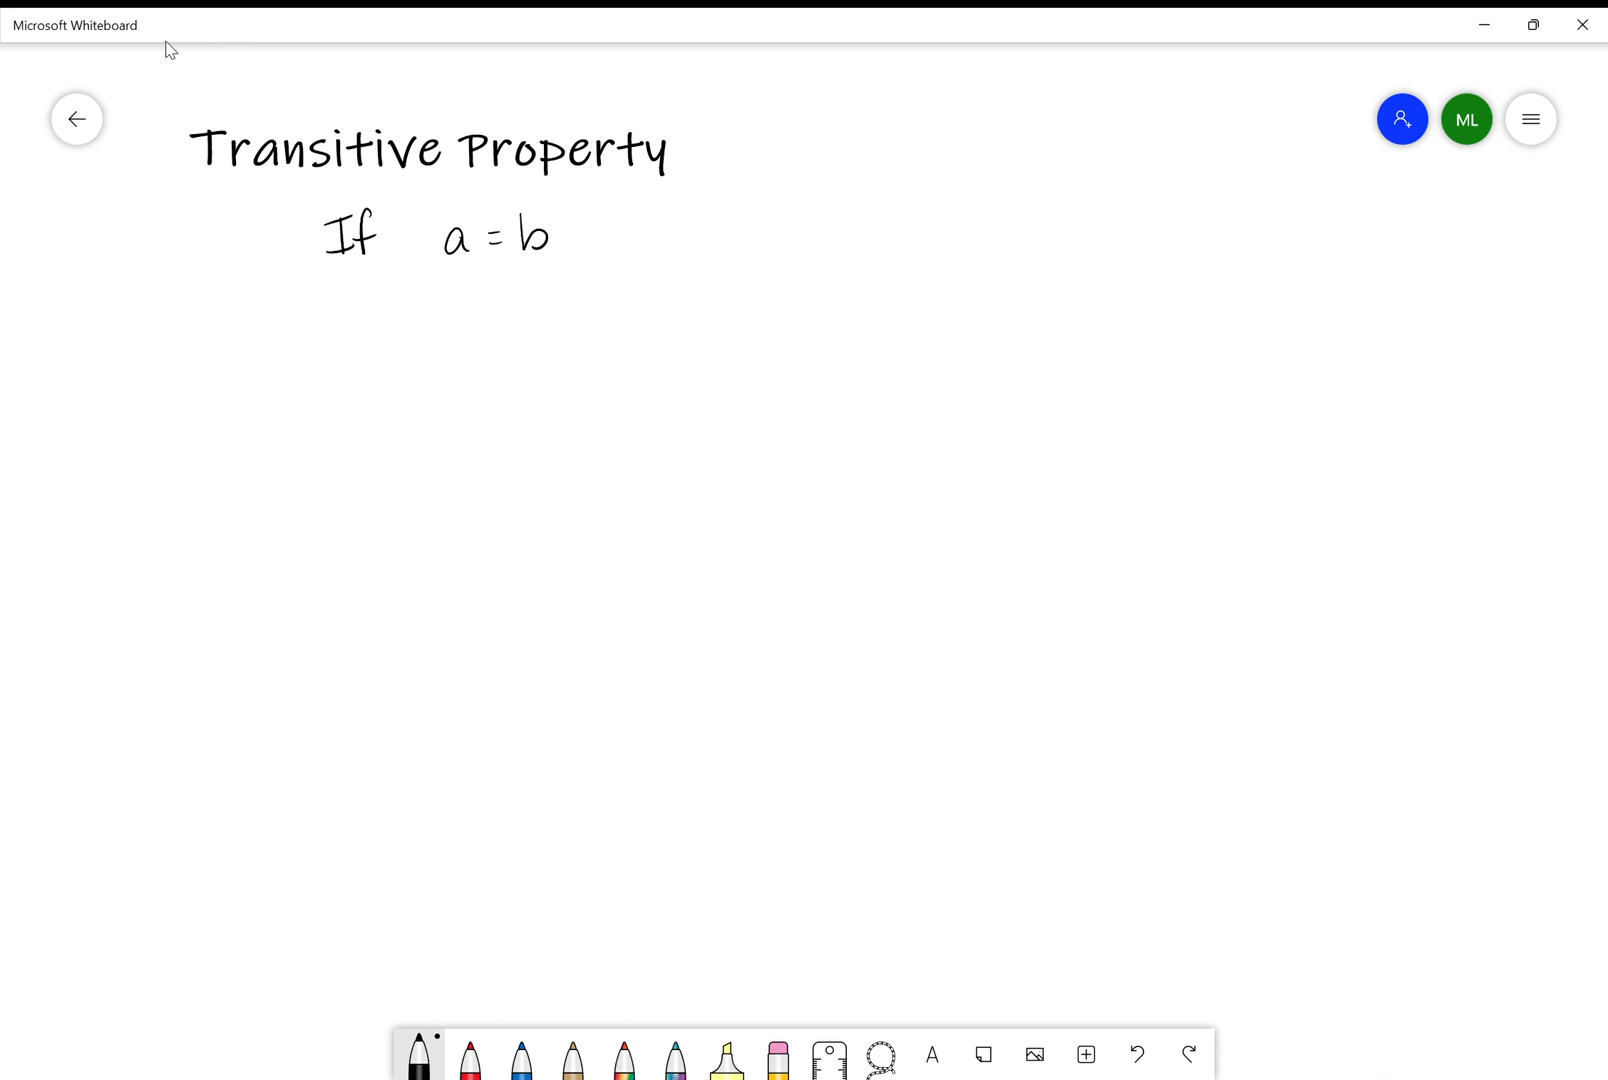 Microsoft Whiteboard
ML
Transitive Property
If a = b
A